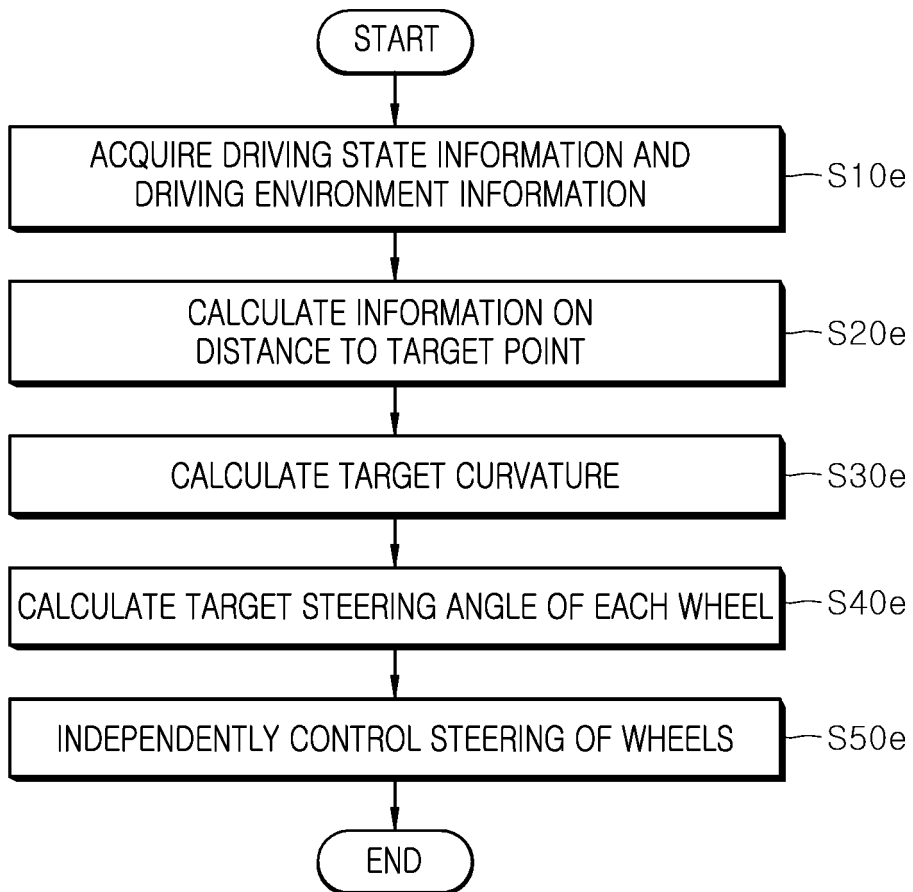 START
ACQUIRE DRIVING STATE INFORMATION AND
DRIVING ENVIRONMENT INFORMATION
S10e
CALCULATE INFORMATION ON
DISTANCE TO TARGET POINT
S20e
CALCULATE TARGET CURVATURE
S30e
CALCULATE TARGET STEERING ANGLE OF EACH WHEEL
S40e
INDEPENDENTLY CONTROL STEERING OF WHEELS
S50e
END